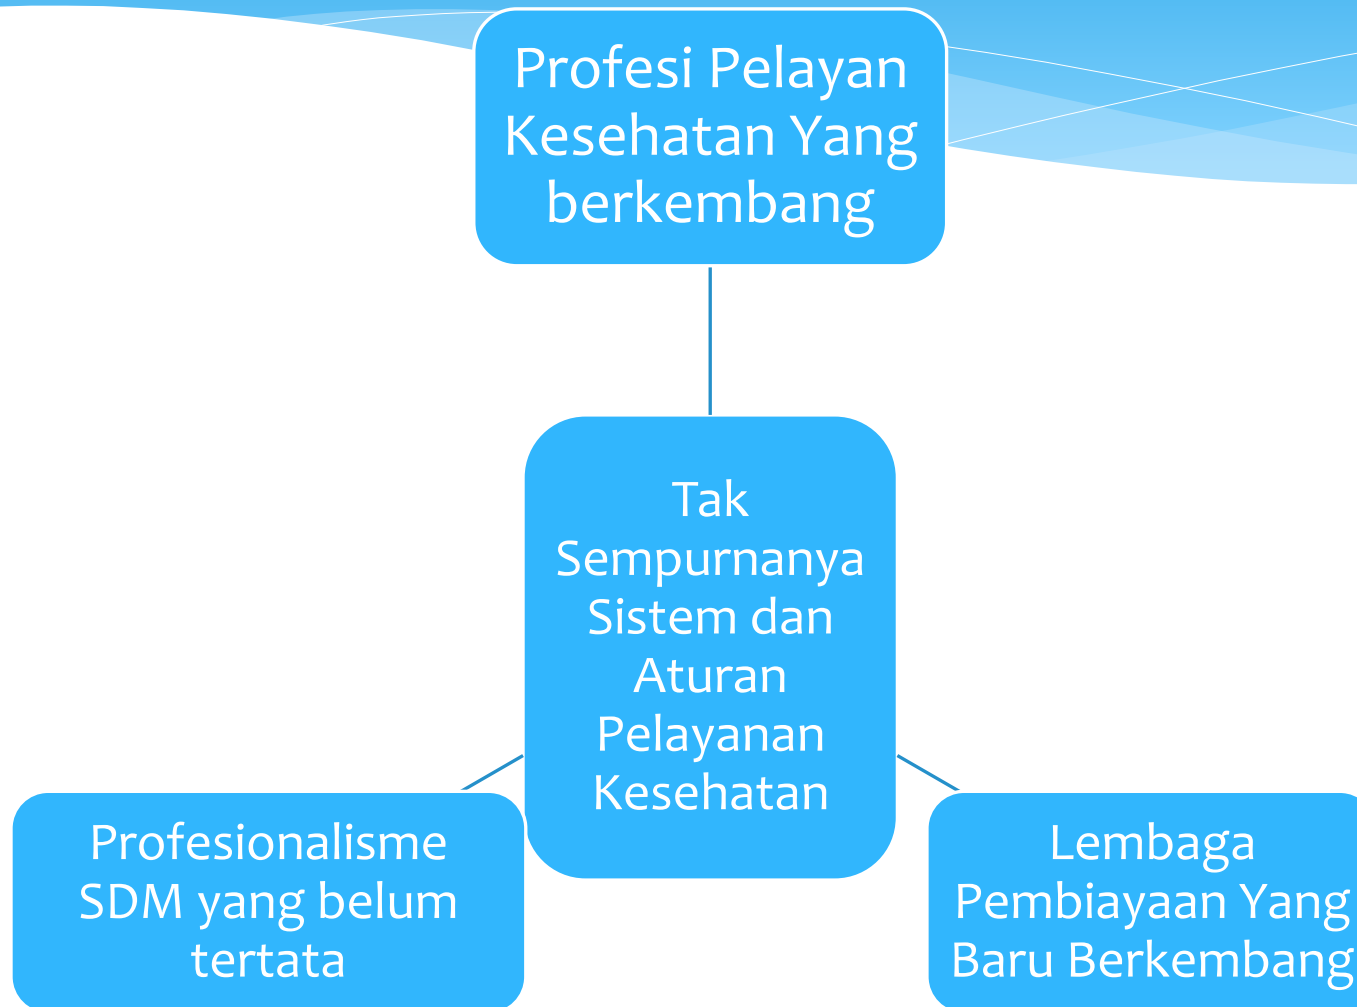 Profesi Pelayan
Kesehatan Yang
berkembang
Tak
Sempurnanya
Sistem dan
Aturan
Pelayanan
Kesehatan
Profesionalisme
SDM yang belum
tertata
Lembaga
Pembiayaan Yang
Baru Berkembang